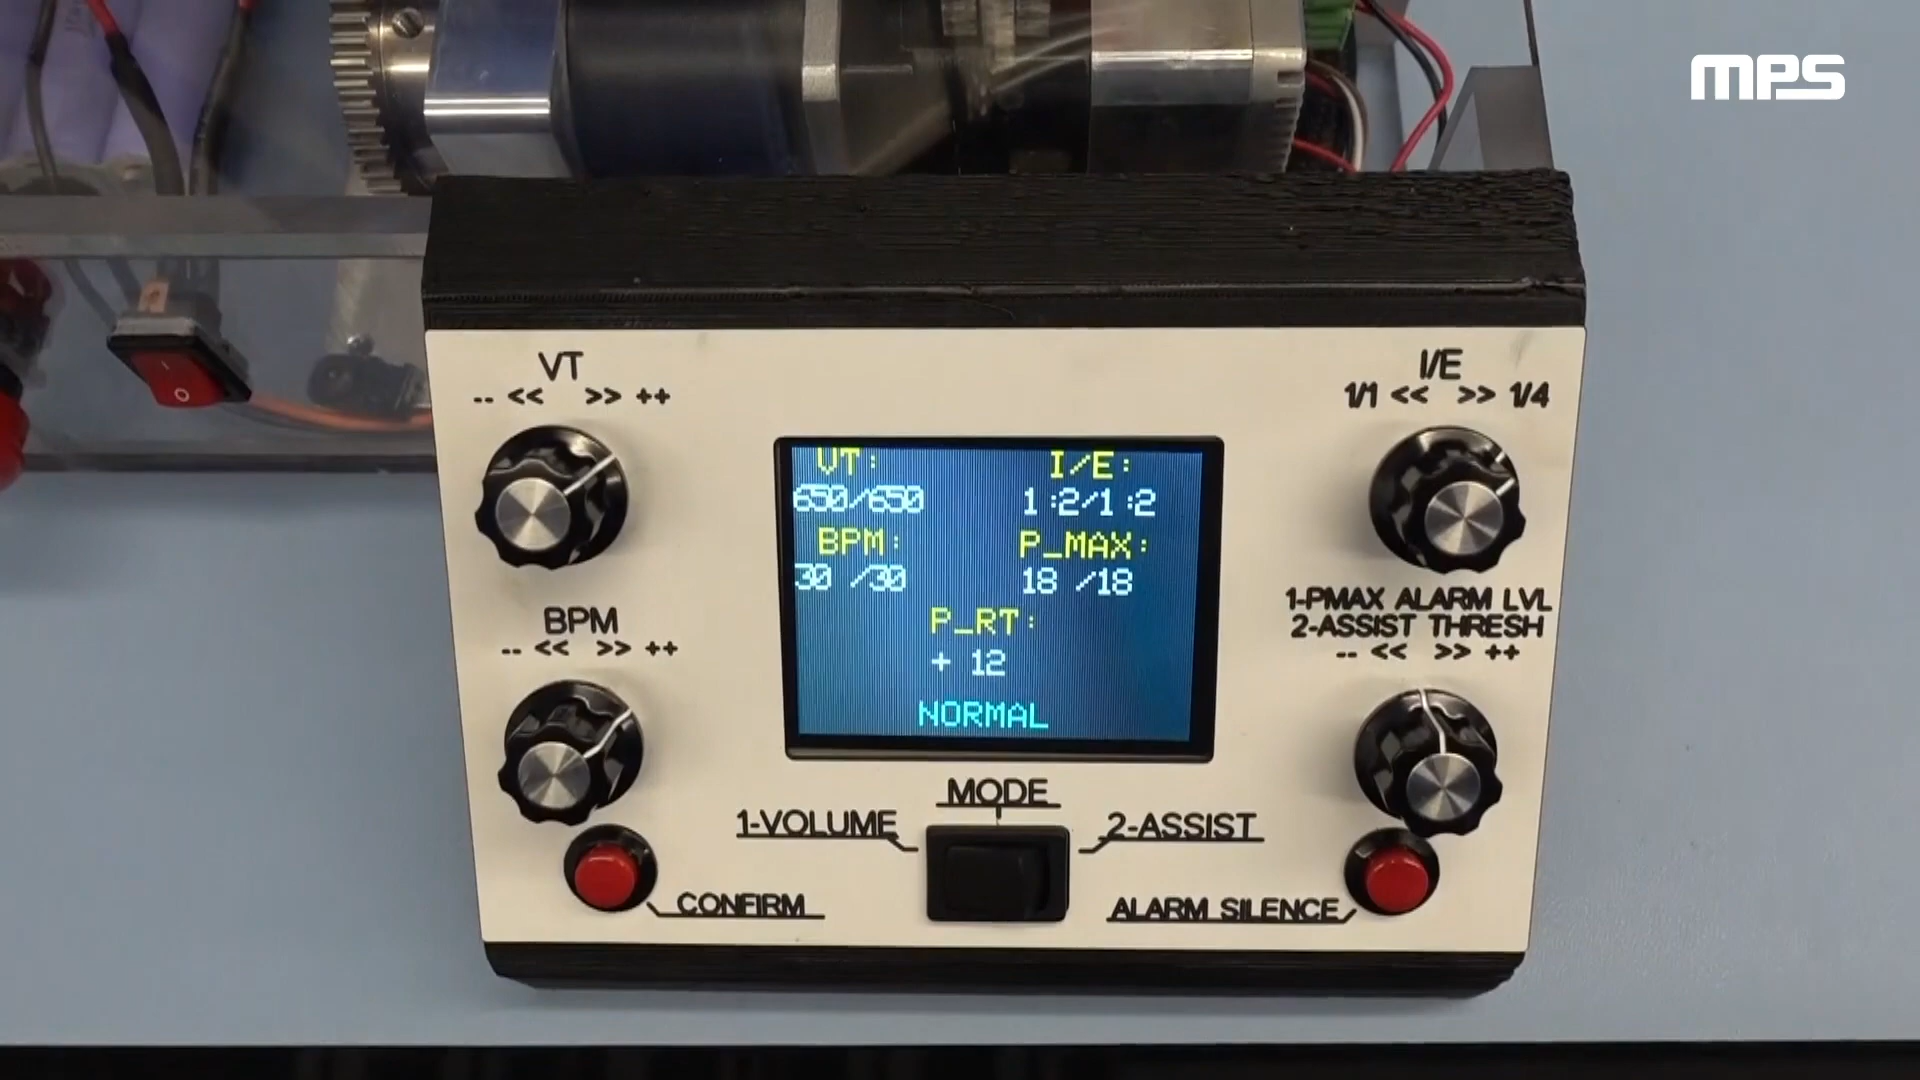 MPS
VT
-- << >> ++
I/E
1/1 << >> 1/4
VT:
650/650
I/E:
1:2/1:2
BPM:
30 /30
P_MAX:
18 /18
P_RT:
+ 12
NORMAL
BPM
-- << >> ++
1-PMAX ALARM LVL
2-ASSIST THRESH
-- << >> ++
MODE
1-VOLUME
2-ASSIST
CONFIRM
ALARM SILENCE